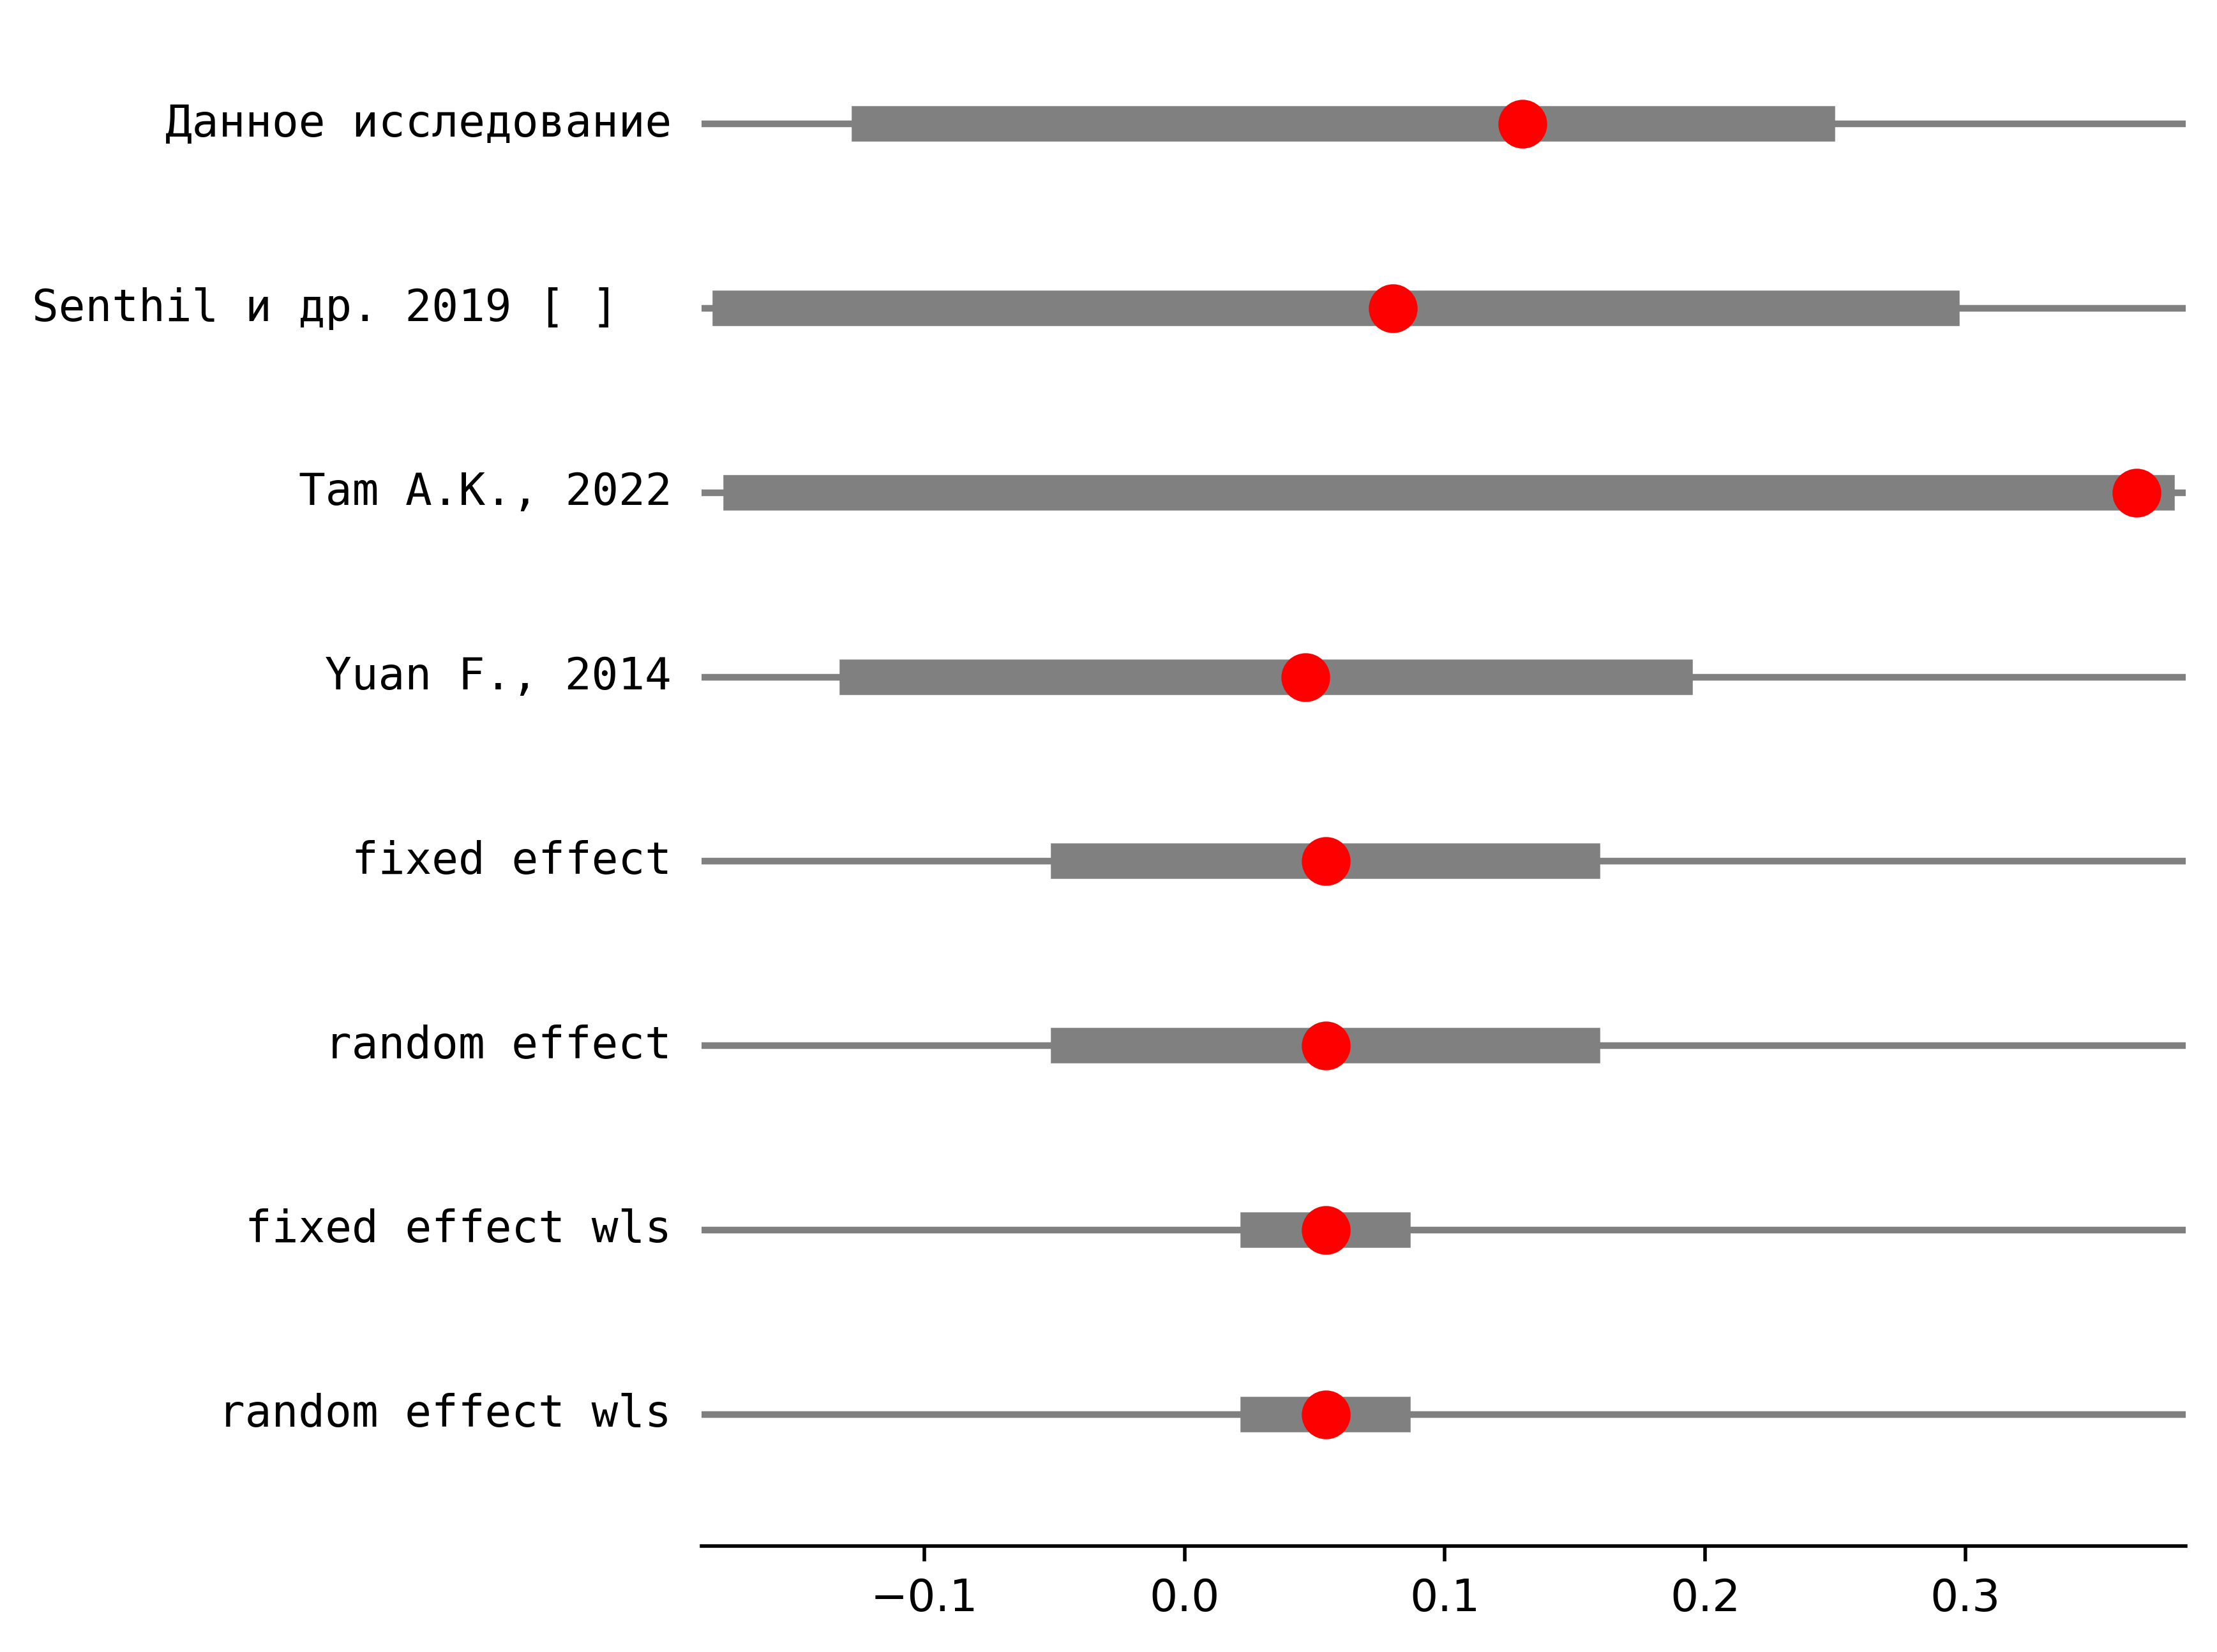 Данное исследование
Senthil и др. 2019 [ ]
Tam A.K., 2022
Yuan F., 2014
fixed effect
random effect
fixed effect wls
random effect wls
−0.1 0.0 0.1 0.2 0.3